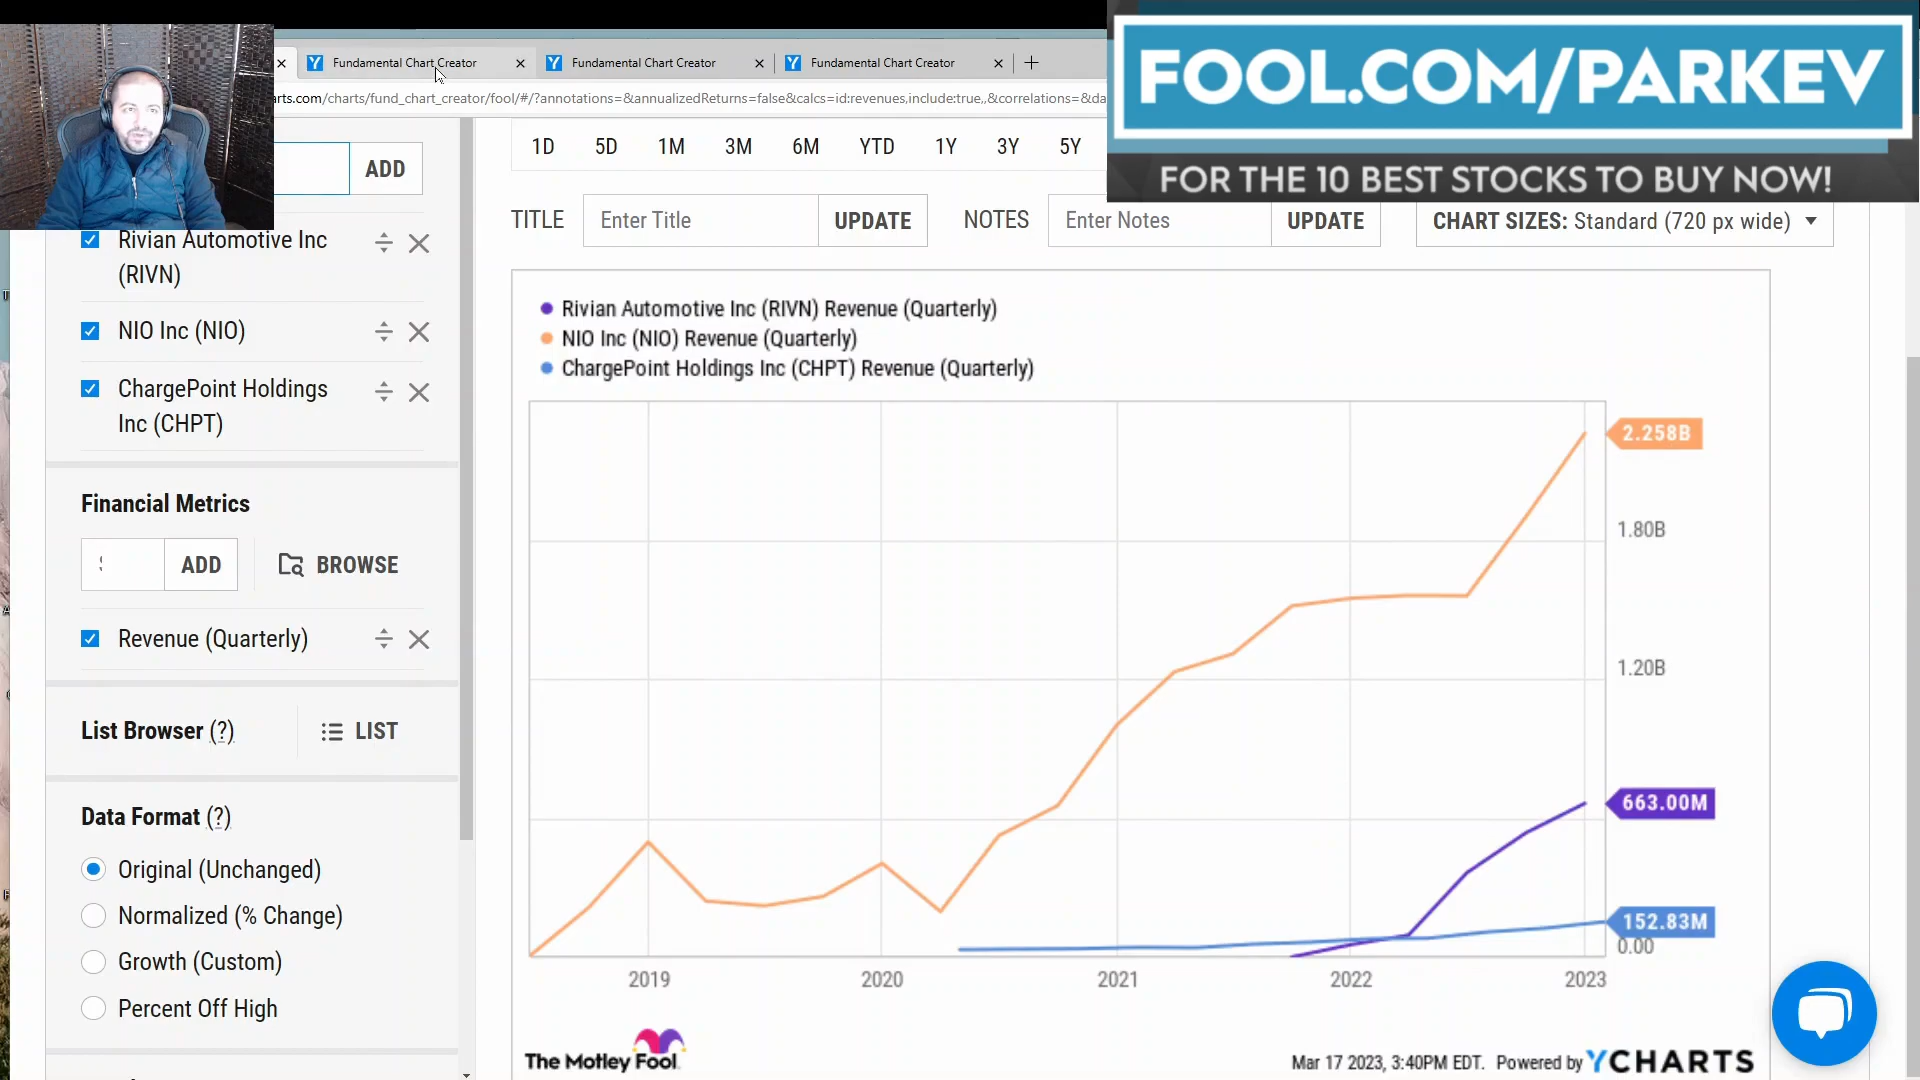 FOOL.COM/PARKEV
FOR THE 10 BEST STOCKS TO BUY NOW!
Fundamental Chart Creator
Fundamental Chart Creator
Fundamental Chart Creator
arts.com/charts/fund_chart_creator/fool/#/?annotations=&annualizedReturns=false&calcs=id:revenues,include:true,,&correlations=&da
ADD
1D 5D 1M 3M 6M YTD 1Y 3Y 5Y
TITLE Enter Title UPDATE NOTES Enter Notes UPDATE CHART SIZES: Standard (720 px wide)
Rivian Automotive Inc
(RIVN)
NIO Inc (NIO)
ChargePoint Holdings
Inc (CHPT)
Financial Metrics
ADD BROWSE
Revenue (Quarterly)
List Browser (?) LIST
Data Format (?)
Original (Unchanged)
Normalized (% Change)
Growth (Custom)
Percent Off High
Rivian Automotive Inc (RIVN) Revenue (Quarterly)
NIO Inc (NIO) Revenue (Quarterly)
ChargePoint Holdings Inc (CHPT) Revenue (Quarterly)
2.258B
1.80B
1.20B
663.00M
152.83M
0.00
2019 2020 2021 2022 2023
The Motley Fool
Mar 17 2023, 3:40PM EDT. Powered by YCHARTS